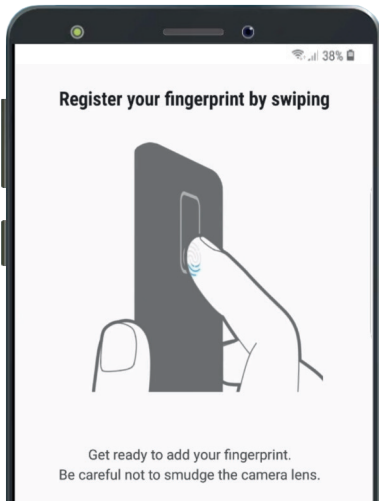 38%
Register your fingerprint by swiping
Get ready to add your fingerprint.
Be careful not to smudge the camera lens.